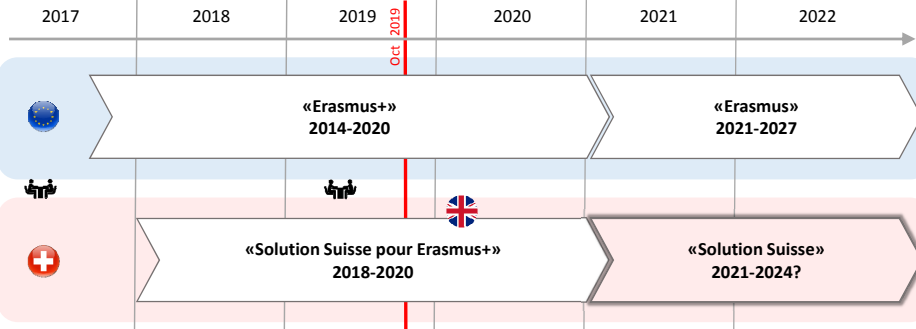 2017
2018
2019
2020
2021
2022
Oct 2019
«Erasmus+»
2014-2020
«Erasmus»
2021-2027
«Solution Suisse pour Erasmus+»
2018-2020
«Solution Suisse»
2021-2024?